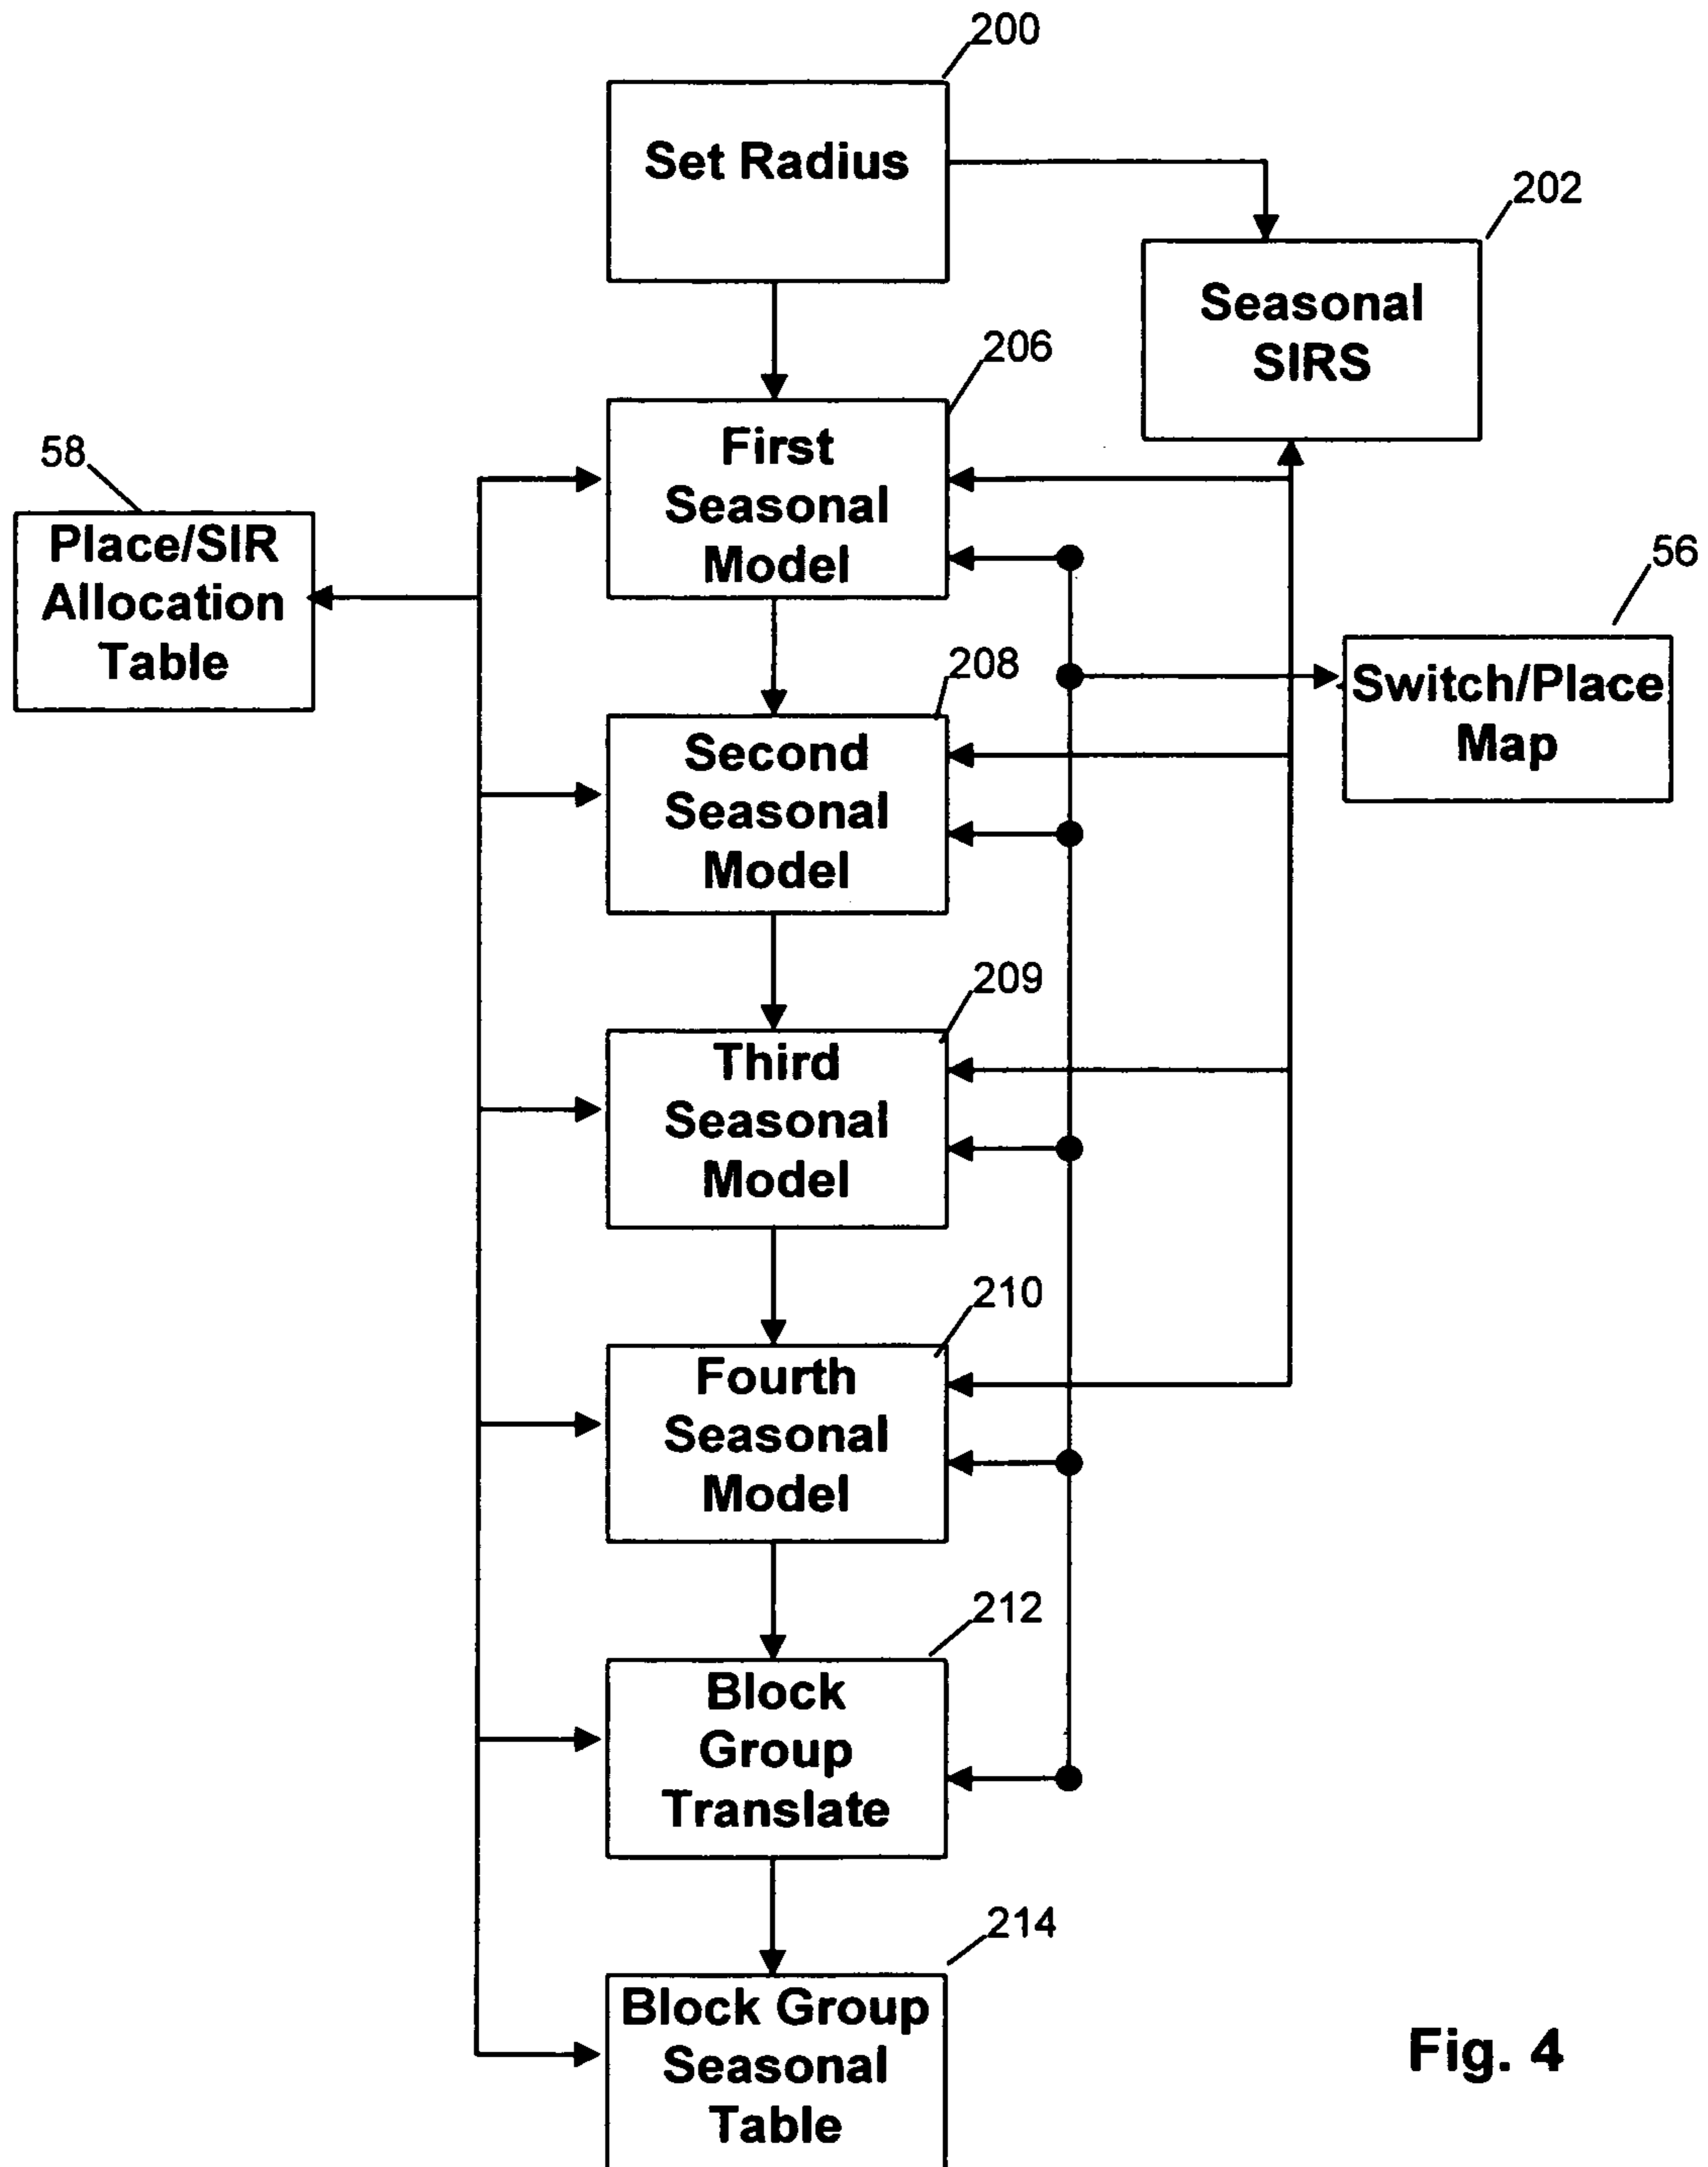 200
Set Radius
202
Seasonal
SIRS
206
First
Seasonal
Model
58
Place/SIR
Allocation
Table
56
Switch/Place
Map
208
Second
Seasonal
Model
209
Third
Seasonal
Model
210
Fourth
Seasonal
Model
212
Block
Group
Translate
214
Block Group
Seasonal
Table
Fig. 4